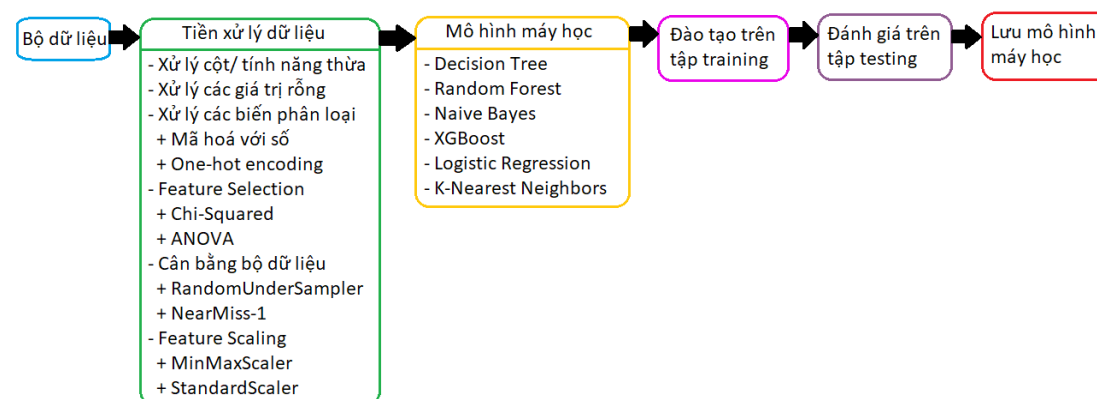 Bộ dữ liệu
Tiền xử lý dữ liệu
- Xử lý cột/ tính năng thừa
- Xử lý các giá trị rỗng
- Xử lý các biến phân loại
+ Mã hoá với số
+ One-hot encoding
- Feature Selection
+ Chi-Squared
+ ANOVA
- Cân bằng bộ dữ liệu
+ RandomUnderSampler
+ NearMiss-1
- Feature Scaling
+ MinMaxScaler
+ StandardScaler
Mô hình máy học
- Decision Tree
- Random Forest
- Naive Bayes
- XGBoost
- Logistic Regression
- K-Nearest Neighbors
Đào tạo trên
tập training
Đánh giá trên
tập testing
Lưu mô hình
máy học